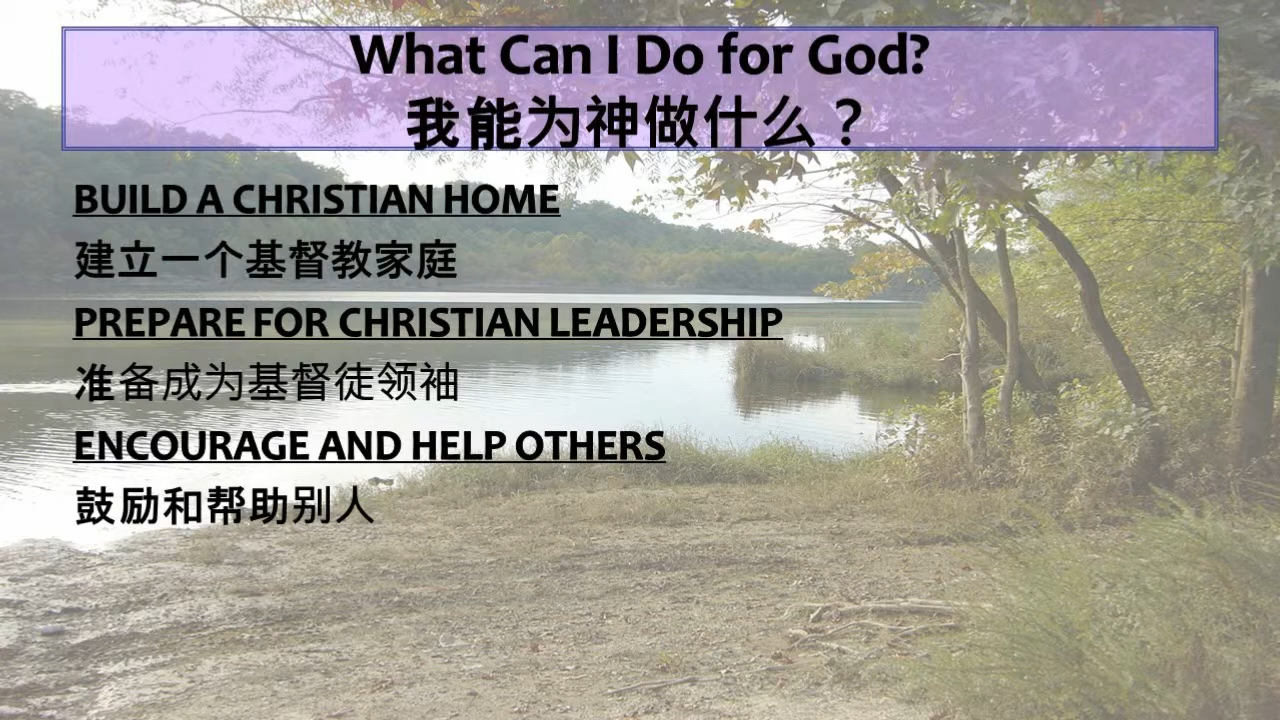 What Can I Do for God?
我能为神做什么？
BUILD A CHRISTIAN HOME
建立一个基督教家庭
PREPARE FOR CHRISTIAN LEADERSHIP
准备成为基督徒领袖
ENCOURAGE AND HELP OTHERS
鼓励和帮助别人